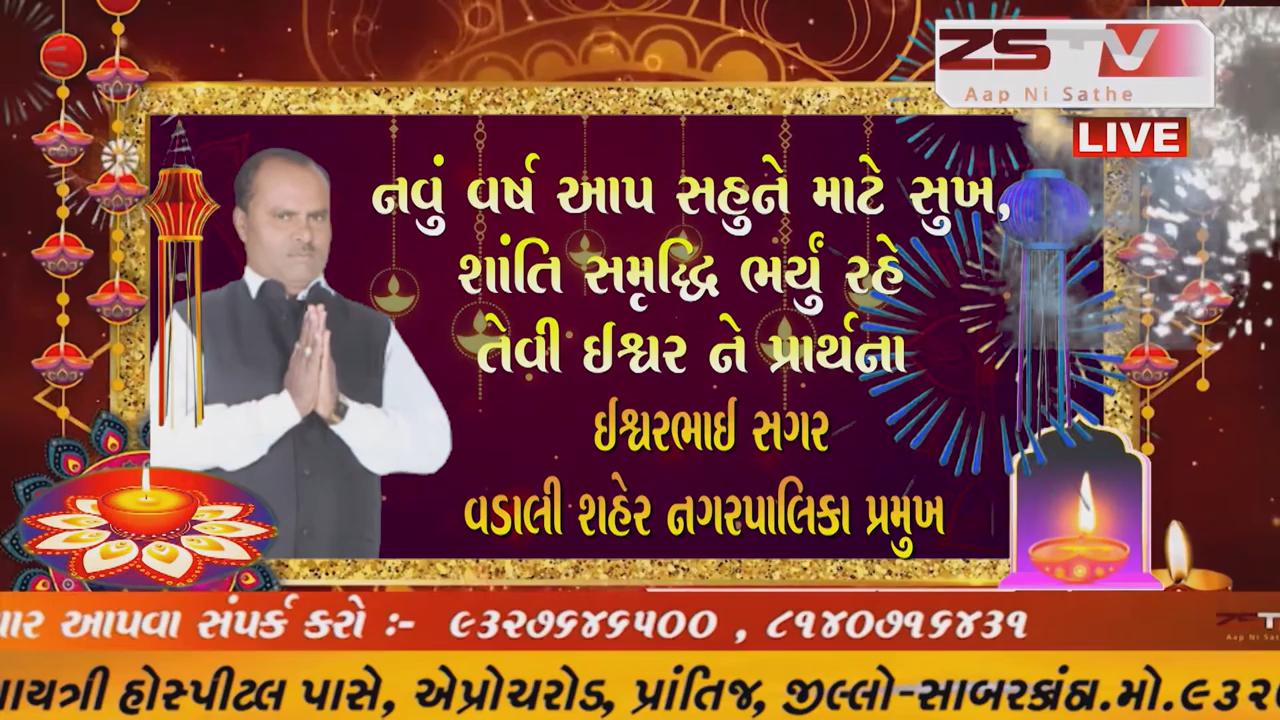 ZSTV
Aap Ni Sathe
LIVE
નવું વર્ષ આપ સહુને માટે સુખ,
શાંતિ સમૃદ્ધિ ભર્યું રહે
તેવી ઈશ્વર ને પ્રાર્થના
ઈશ્વરભાઈ સગર
વડાલી શહેર નગરપાલિકા પ્રમુખ
આપવા સંપર્ક કરો :- ૯૩૨૭૬૪૬૫૦૦ , ૮૧૪૦૭૧૬૪૩૧
હોસ્પીટલ પાસે, એપ્રોચરોડ, પ્રાંતિજ, જીલ્લો-સાબરકાંઠા.મો.૯૩૨